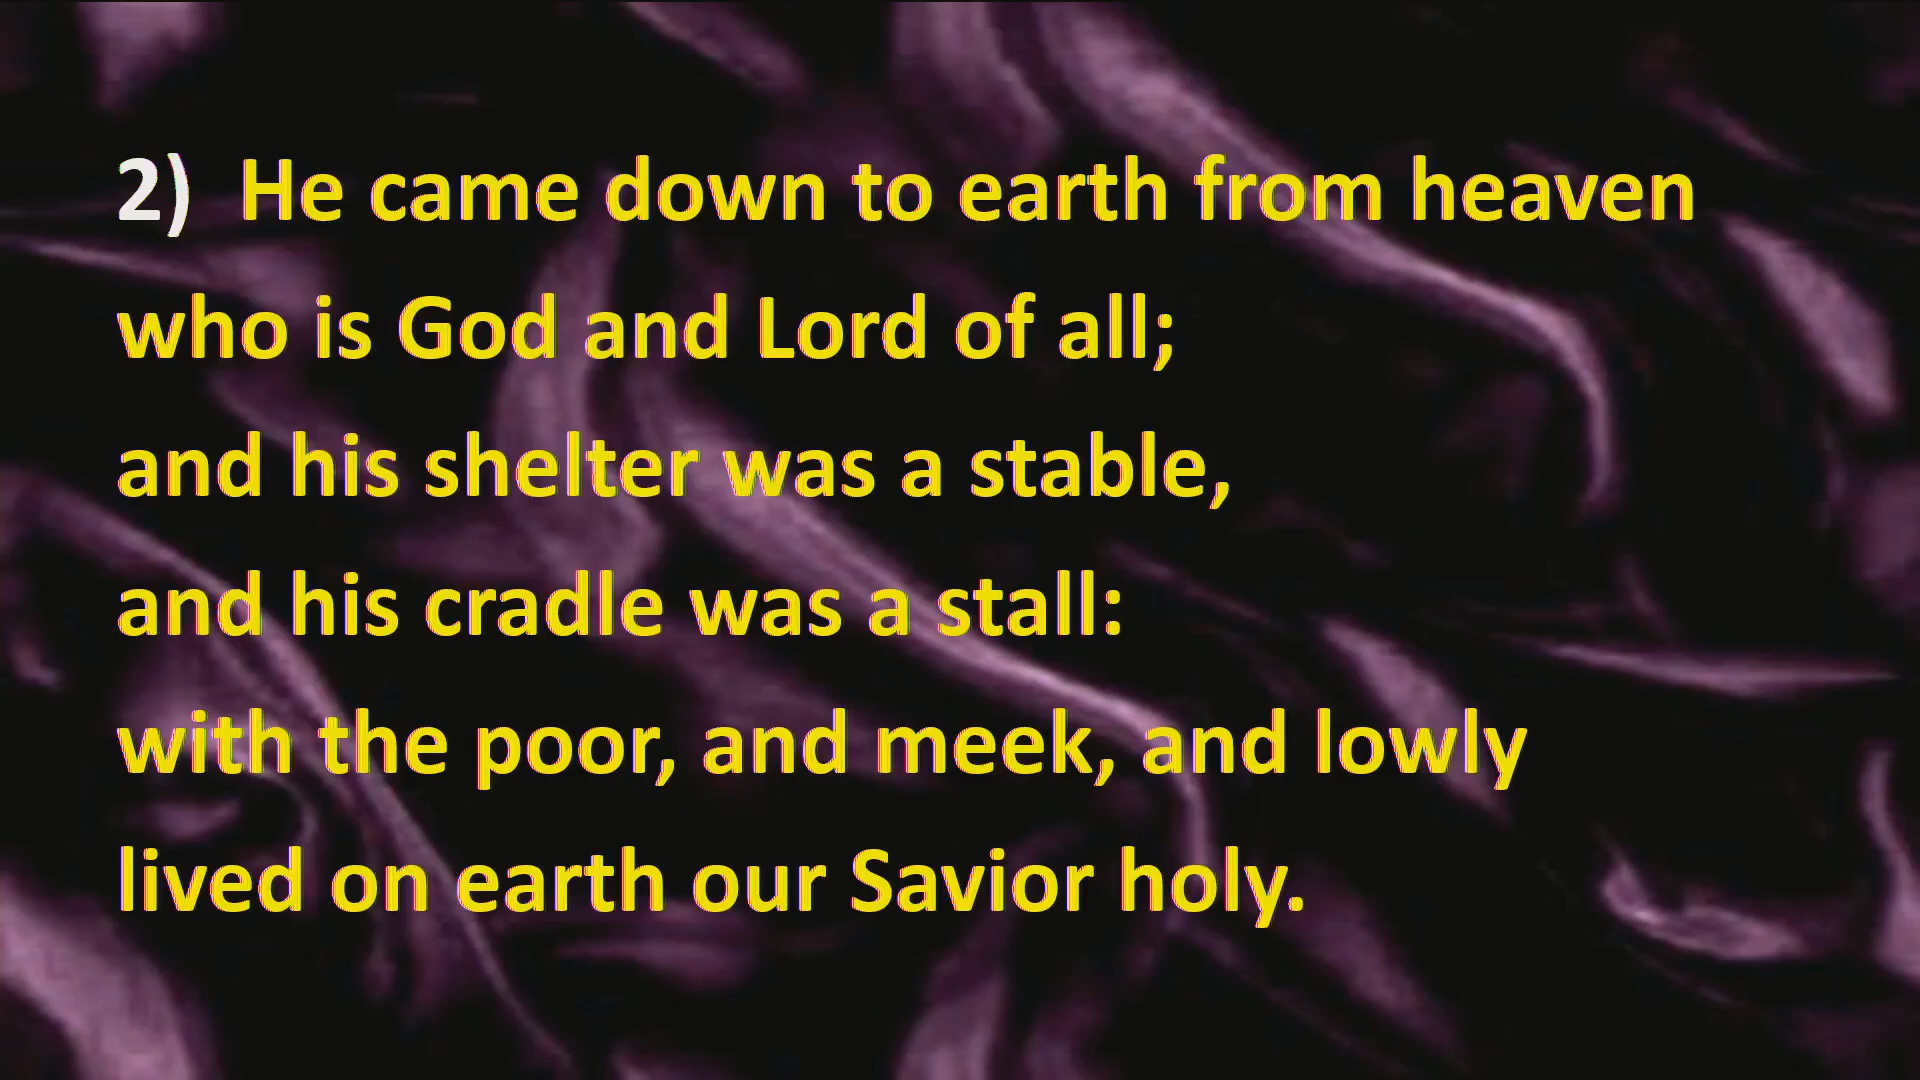 2) He came down to earth from heaven
who is God and Lord of all;
and his shelter was a stable,
and his cradle was a stall:
with the poor, and meek, and lowly
lived on earth our Savior holy.